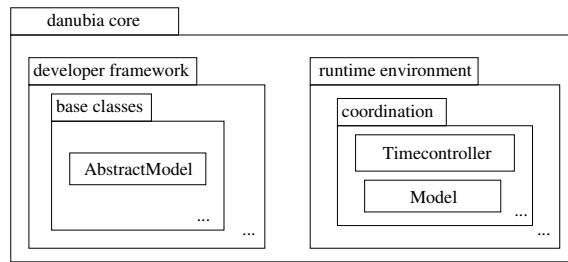 danubia core
developer framework
base classes
AbstractModel
...
...
runtime environment
coordination
Timecontroller
Model
...
...